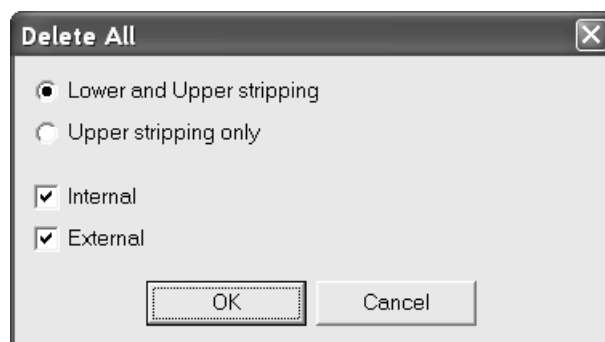 Delete All
Lower and Upper stripping
Upper stripping only
Internal
External
OK Cancel